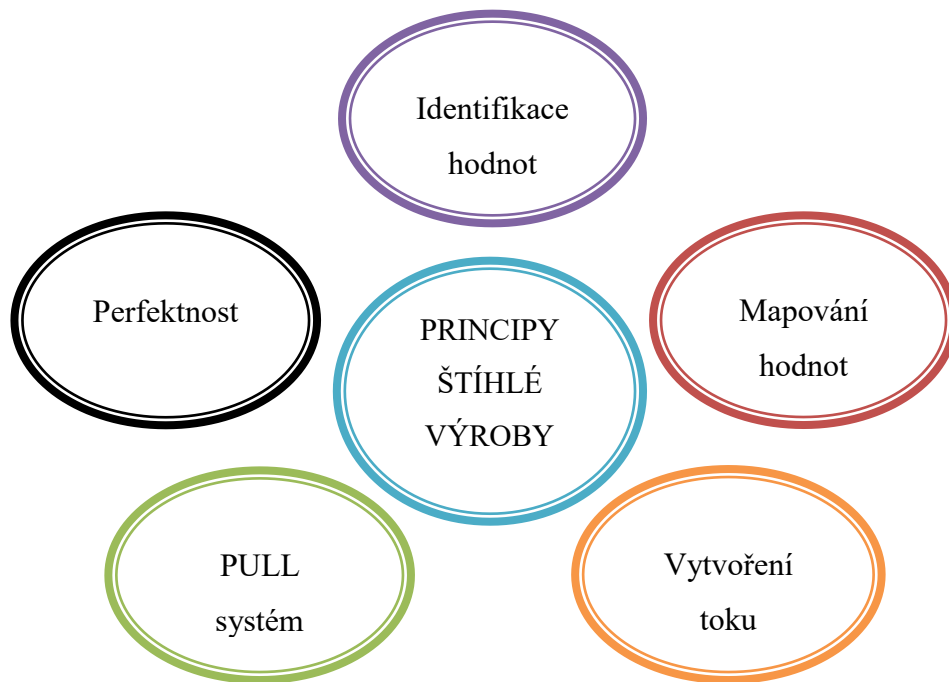 Identifikace
hodnot
Perfektnost
PRINCIPY
ŠTÍHLÉ
VÝROBY
Mapování
hodnot
PULL
systém
Vytvoření
toku